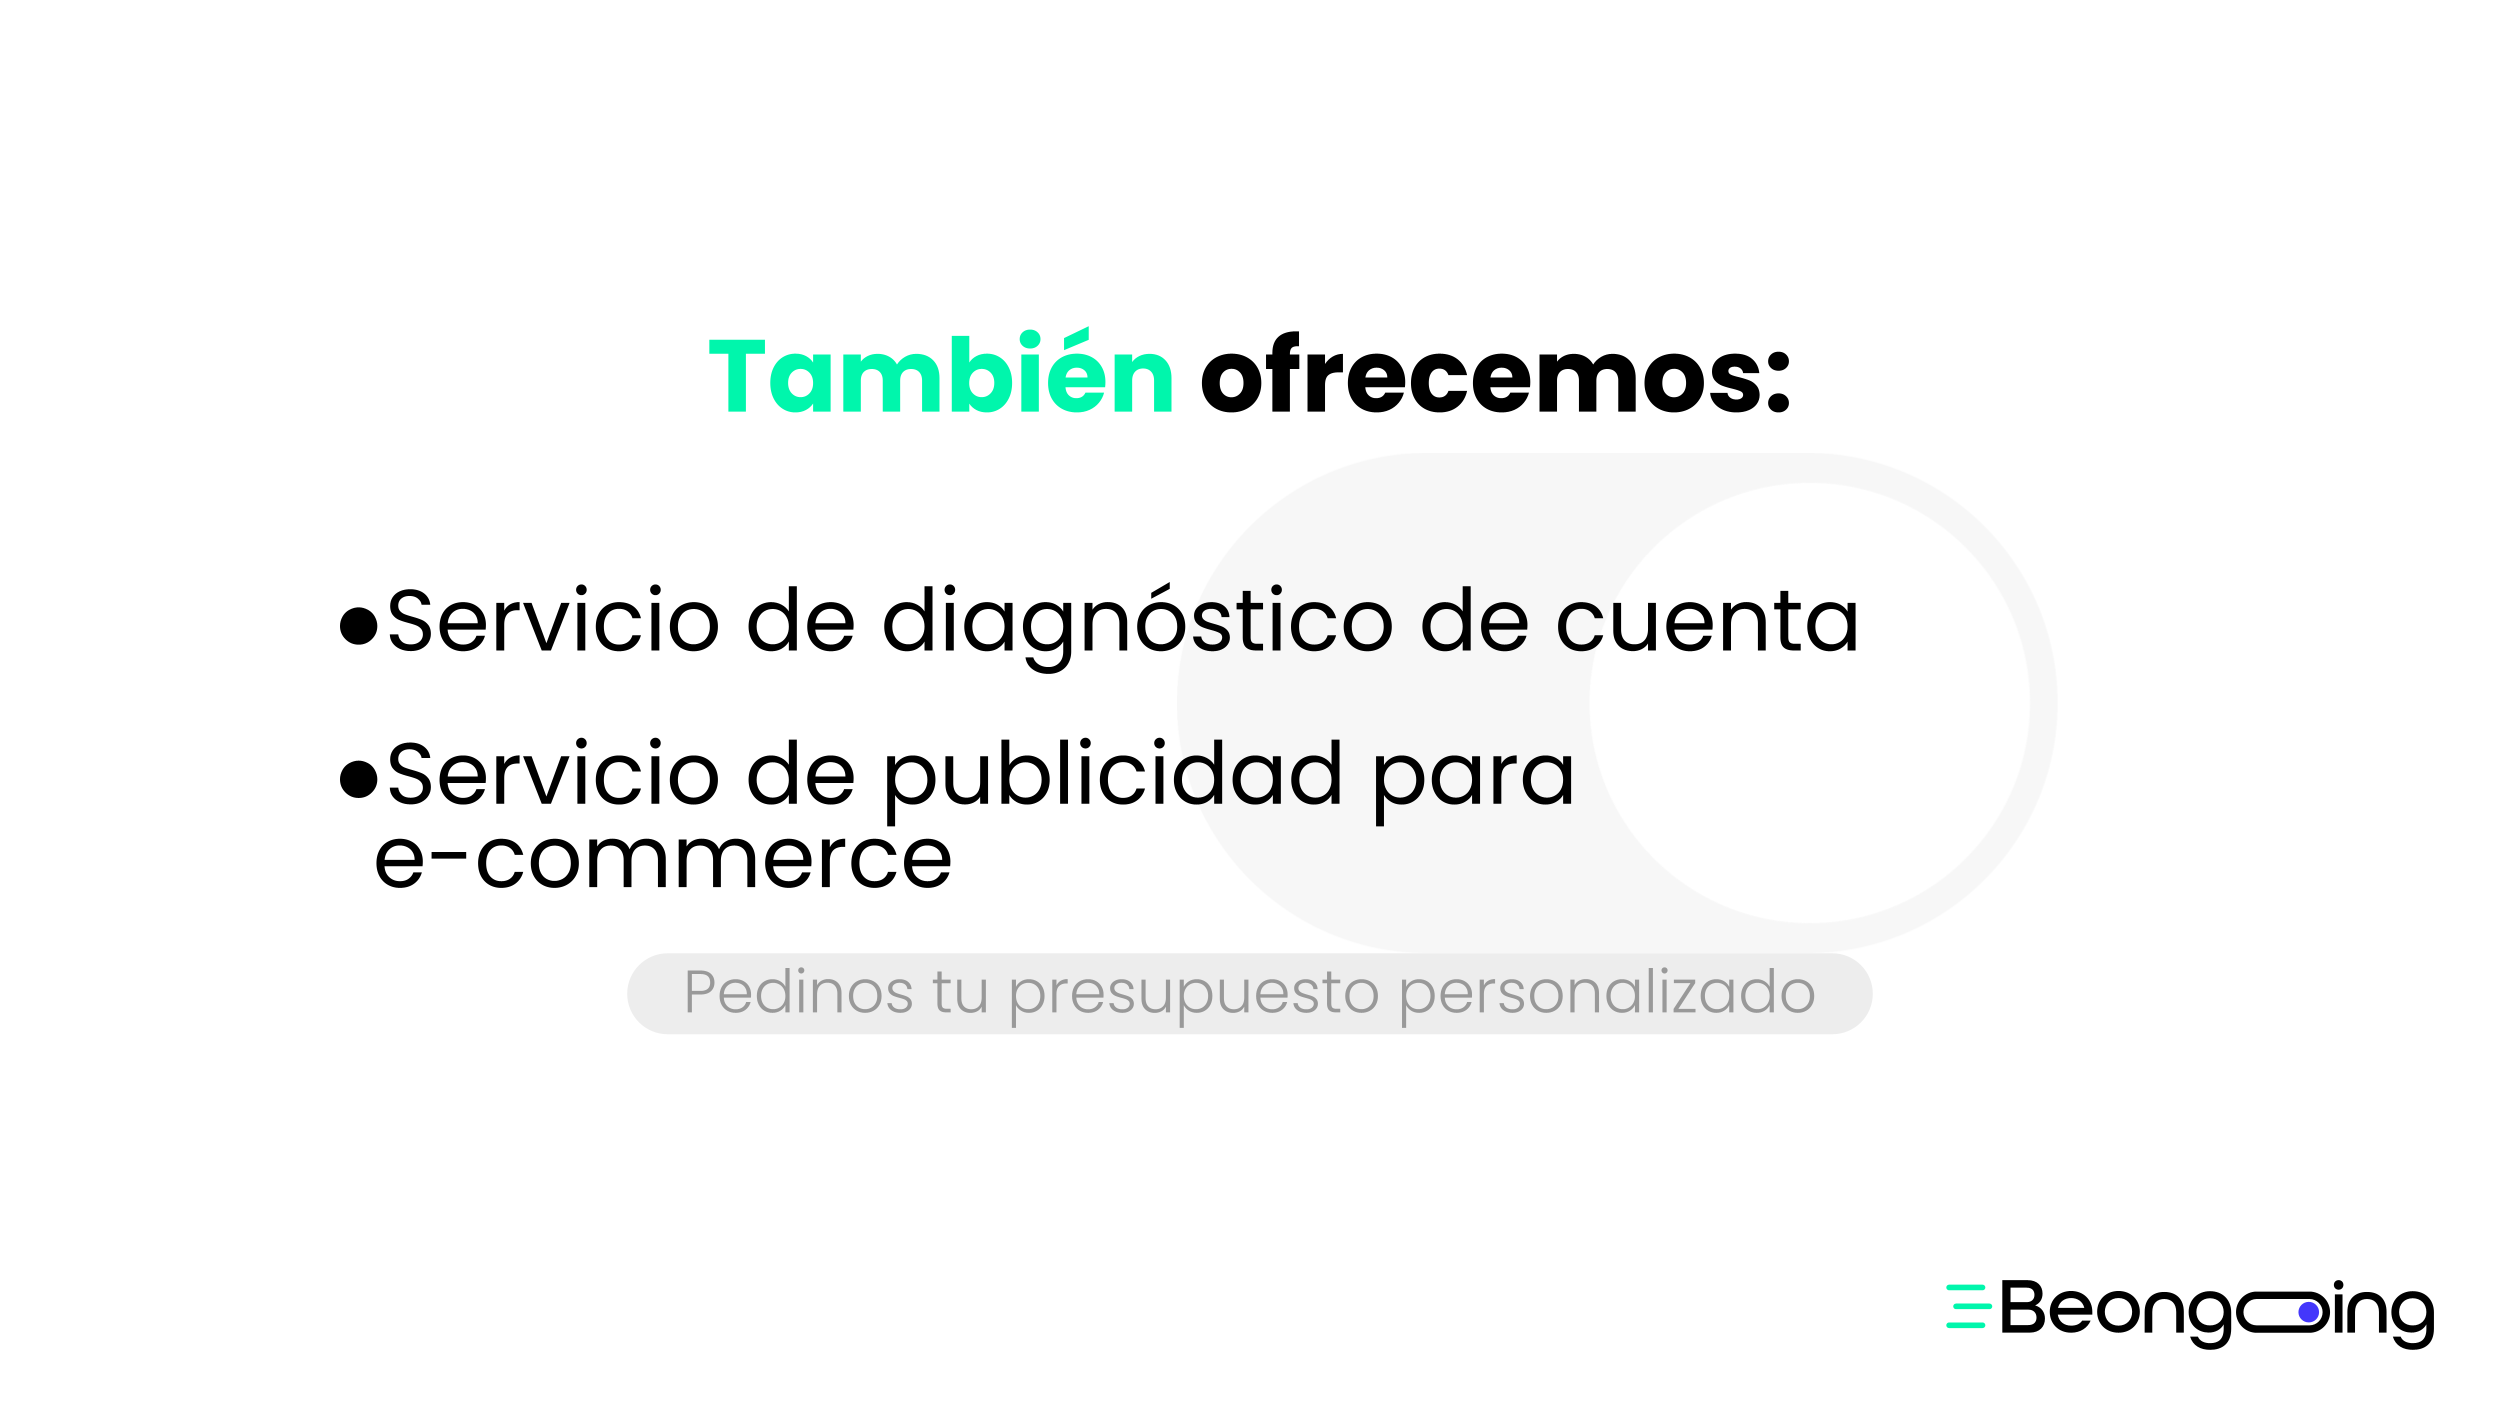 También ofrecemos:
●Servicio de diagnóstico de cuenta
●Servicio de publicidad para
e-commerce
Pedinos tu presupuesto personalizado
Beongoing